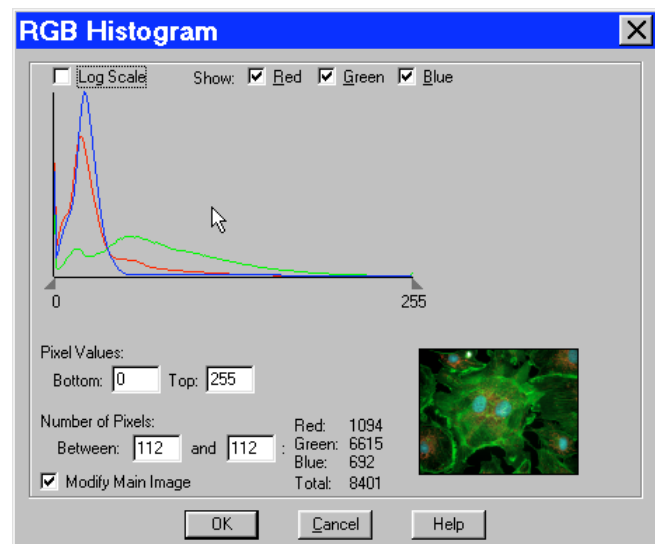 RGB Histogram
Log Scale Show: Red Green Blue
0 255
Pixel Values:
Bottom: 0 Top: 255
Number of Pixels:
Between: 112 and 112 :
Red: 1094
Green: 6615
Blue: 692
Total: 8401
Modify Main Image
OK Cancel Help